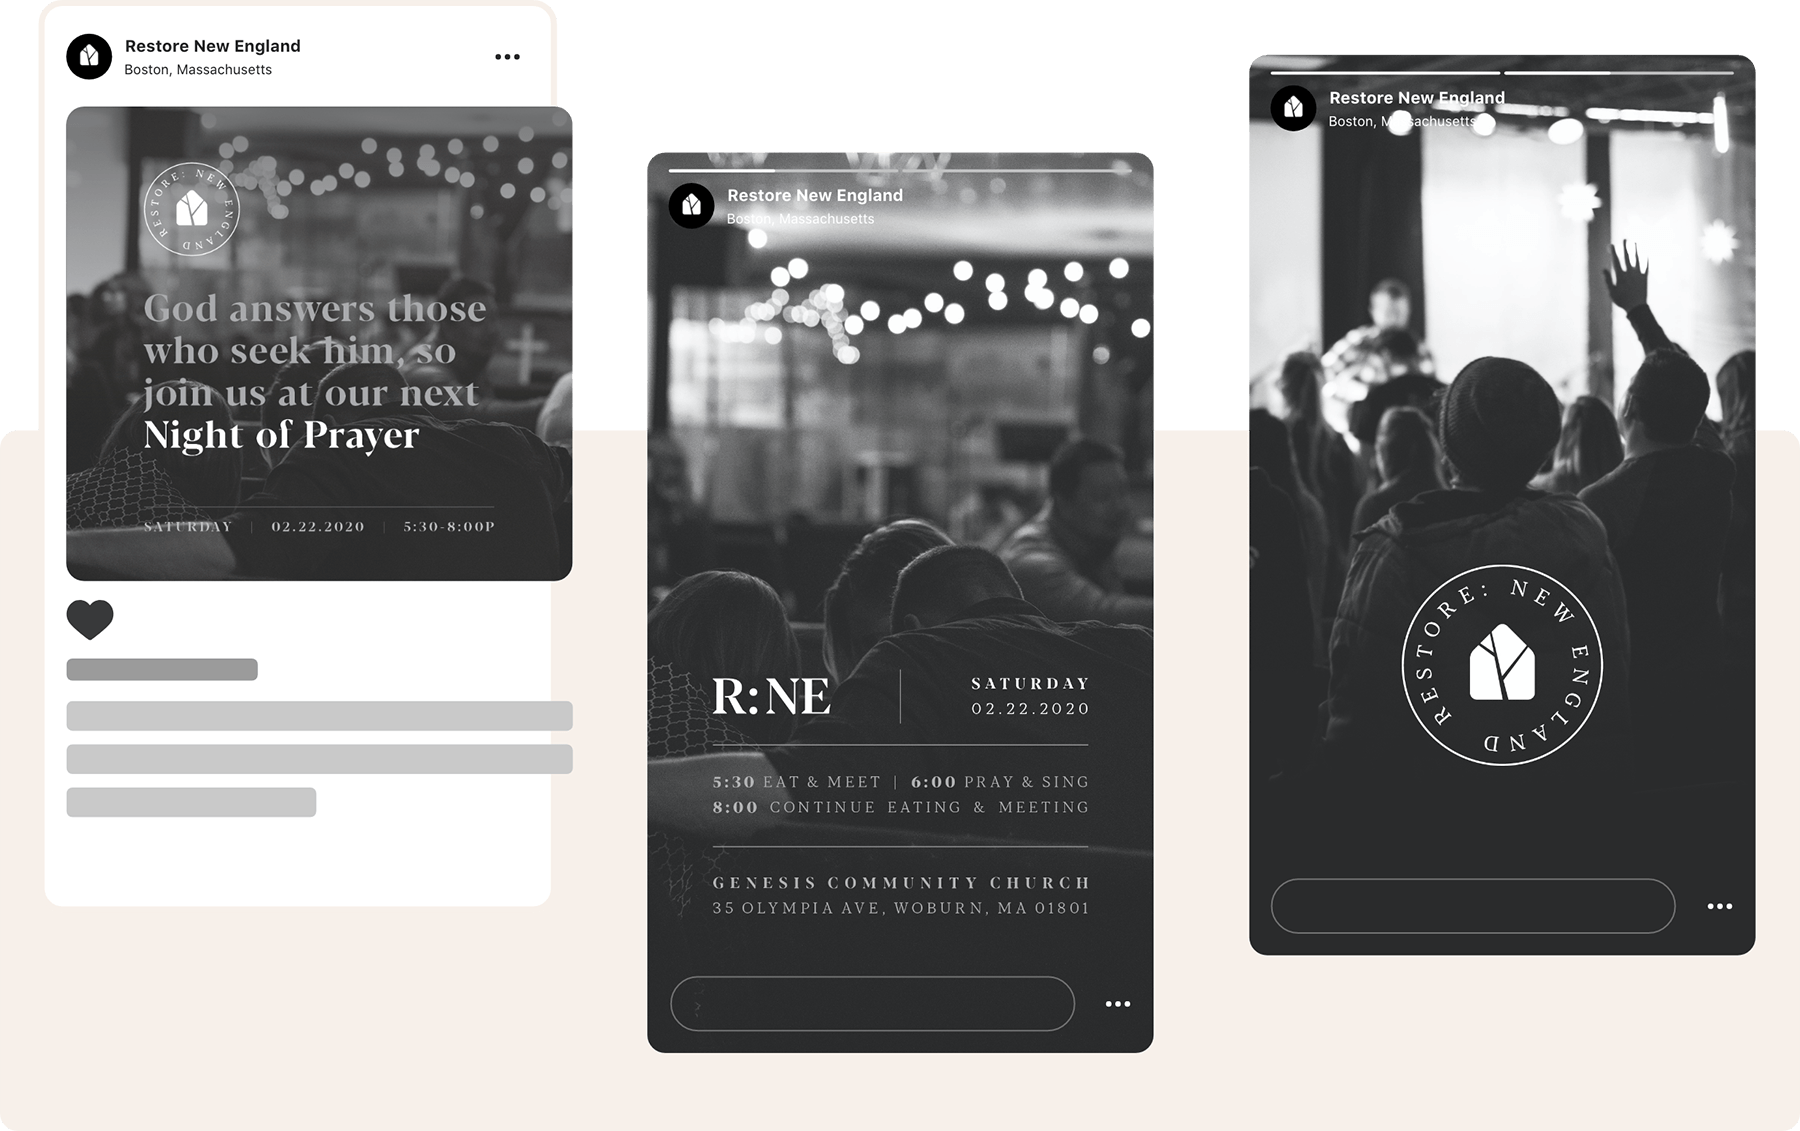 Restore New England
Boston, Massachusetts
RESTORE: NEW ENGLAND
God answers those
who seek him, so
join us at our next
Night of Prayer
SATURDAY | 02.22.2020 | 5:30-8:00P
Restore New England
Boston, Massachusetts
R:NE
SATURDAY
02.22.2020
5:30 EAT & MEET | 6:00 PRAY & SING
8:00 CONTINUE EATING & MEETING
GENESIS COMMUNITY CHURCH
35 OLYMPIA AVE, WOBURN, MA 01801
Restore New England
Boston, Massachusetts
RESTORE: NEW ENGLAND